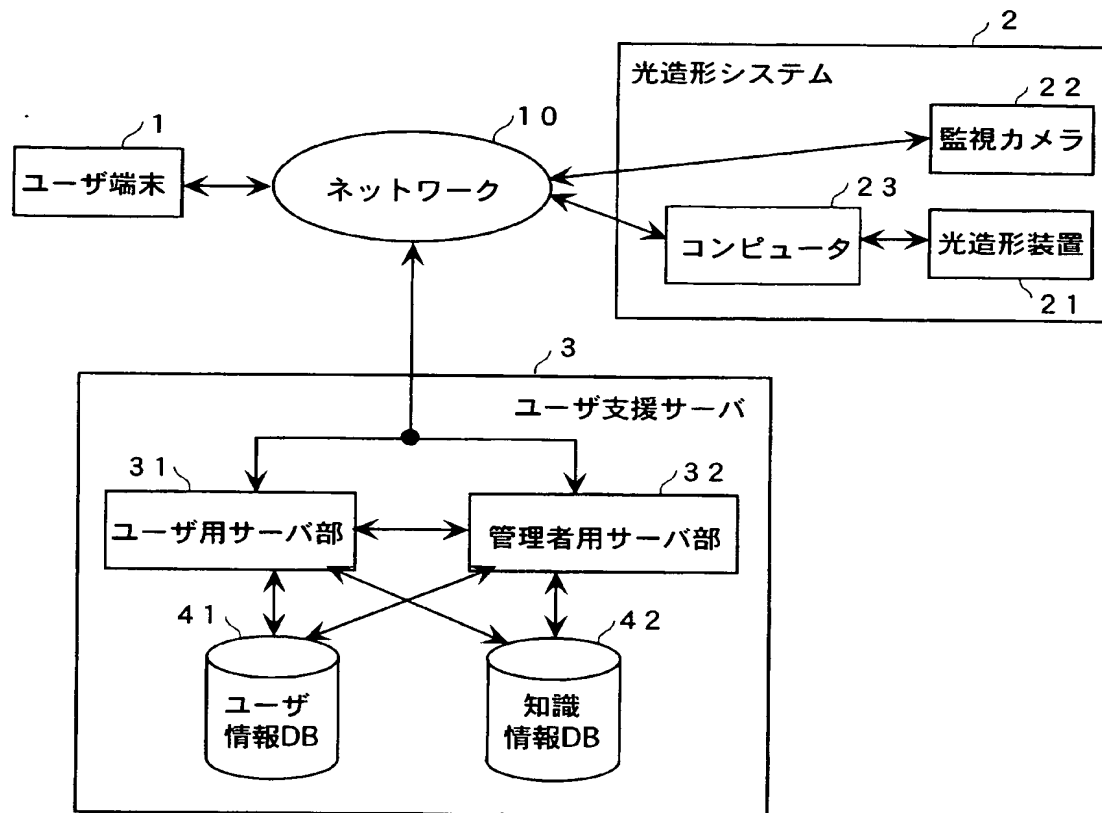 2
光造形システム
22
監視カメラ
10
1
ユーザ端末
ネットワーク
23
コンピュータ
光造形装置
21
3
ユーザ支援サーバ
31
32
ユーザ用サーバ部
管理者用サーバ部
41
42
ユーザ
情報DB
知識
情報DB